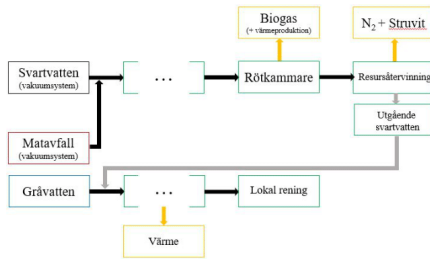 Biogas
(+ värmeproduktion)
N₂ + Struvit
Svartvatten
(vakuumsystem)
...
Rötkammare
Resursåtervinning
Utgående
svartvatten
Matavfall
(vakuumsystem)
Gråvatten
...
Lokal rening
Värme